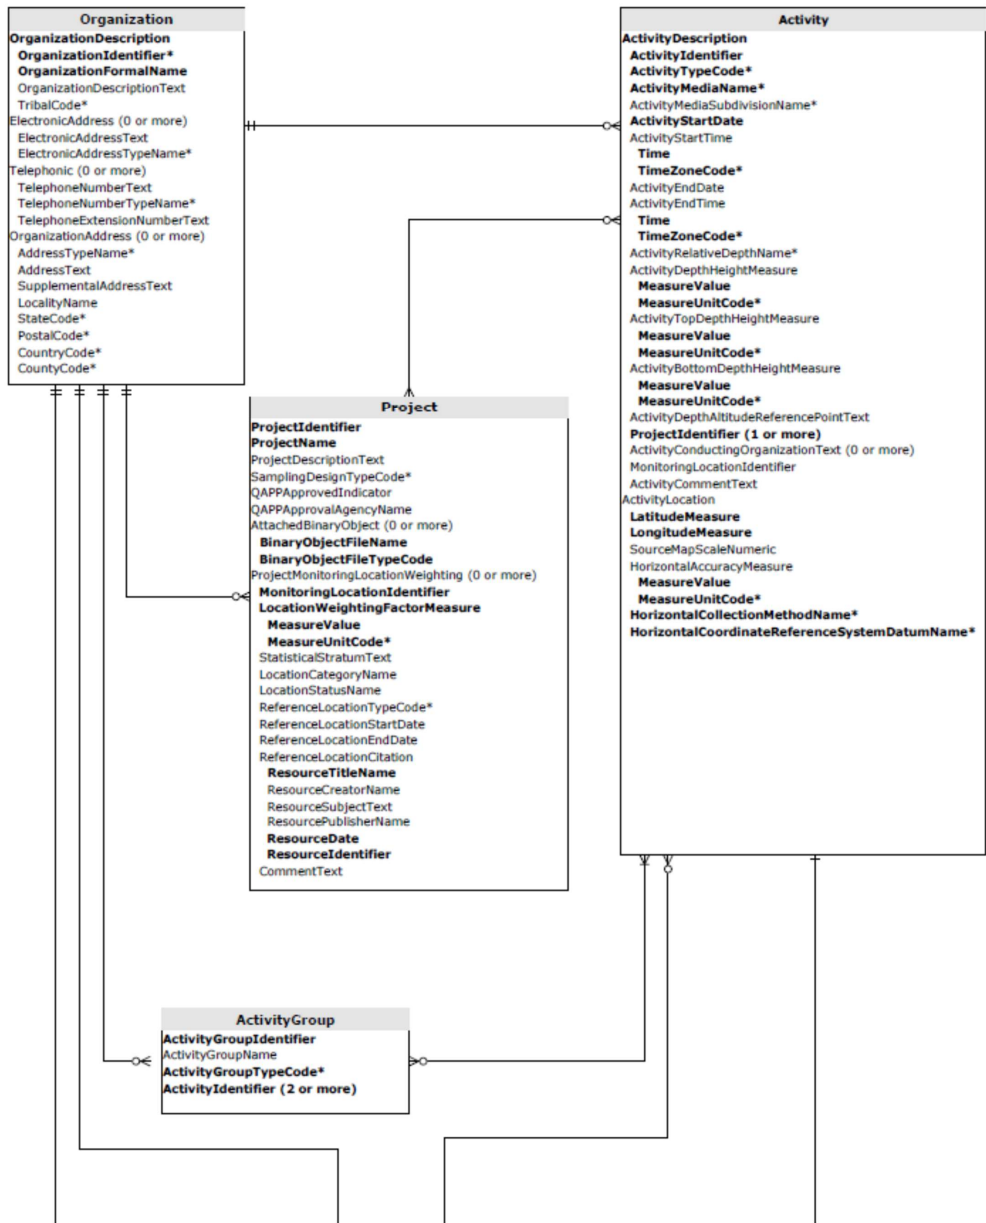 Organization
OrganizationDescription
OrganizationIdentifier*
OrganizationFormalName
OrganizationDescriptionText
TribalCode*
ElectronicAddress (0 or more)
ElectronicAddressText
ElectronicAddressTypeName*
Telephonic (0 or more)
TelephoneNumberText
TelephoneNumberTypeName*
TelephoneExtensionNumberText
OrganizationAddress (0 or more)
AddressTypeName*
AddressText
SupplementalAddressText
LocalityName
StateCode*
PostalCode*
CountryCode*
CountyCode*
Activity
ActivityDescription
ActivityIdentifier
ActivityTypeCode*
ActivityMediaName*
ActivityMediaSubdivisionName*
ActivityStartDate
ActivityStartTime
Time
TimeZoneCode*
ActivityEndDate
ActivityEndTime
Time
TimeZoneCode*
ActivityRelativeDepthName*
ActivityDepthHeightMeasure
MeasureValue
MeasureUnitCode*
ActivityTopDepthHeightMeasure
MeasureValue
MeasureUnitCode*
ActivityBottomDepthHeightMeasure
MeasureValue
MeasureUnitCode*
ActivityDepthAltitudeReferencePointText
ProjectIdentifier (1 or more)
ActivityConductingOrganizationText (0 or more)
MonitoringLocationIdentifier
ActivityCommentText
ActivityLocation
LatitudeMeasure
LongitudeMeasure
SourceMapScaleNumeric
HorizontalAccuracyMeasure
MeasureValue
MeasureUnitCode*
HorizontalCollectionMethodName*
HorizontalCoordinateReferenceSystemDatumName*
Project
ProjectIdentifier
ProjectName
ProjectDescriptionText
SamplingDesignTypeCode*
QAPPApprovedIndicator
QAPPApprovalAgencyName
AttachedBinaryObject (0 or more)
BinaryObjectFileName
BinaryObjectFileTypeCode
ProjectMonitoringLocationWeighting (0 or more)
MonitoringLocationIdentifier
LocationWeightingFactorMeasure
MeasureValue
MeasureUnitCode*
StatisticalStratumText
LocationCategoryName
LocationStatusName
ReferenceLocationTypeCode*
ReferenceLocationStartDate
ReferenceLocationEndDate
ReferenceLocationCitation
ResourceTitleName
ResourceCreatorName
ResourceSubjectText
ResourcePublisherName
ResourceDate
ResourceIdentifier
CommentText
ActivityGroup
ActivityGroupIdentifier
ActivityGroupName
ActivityGroupTypeCode*
ActivityIdentifier (2 or more)